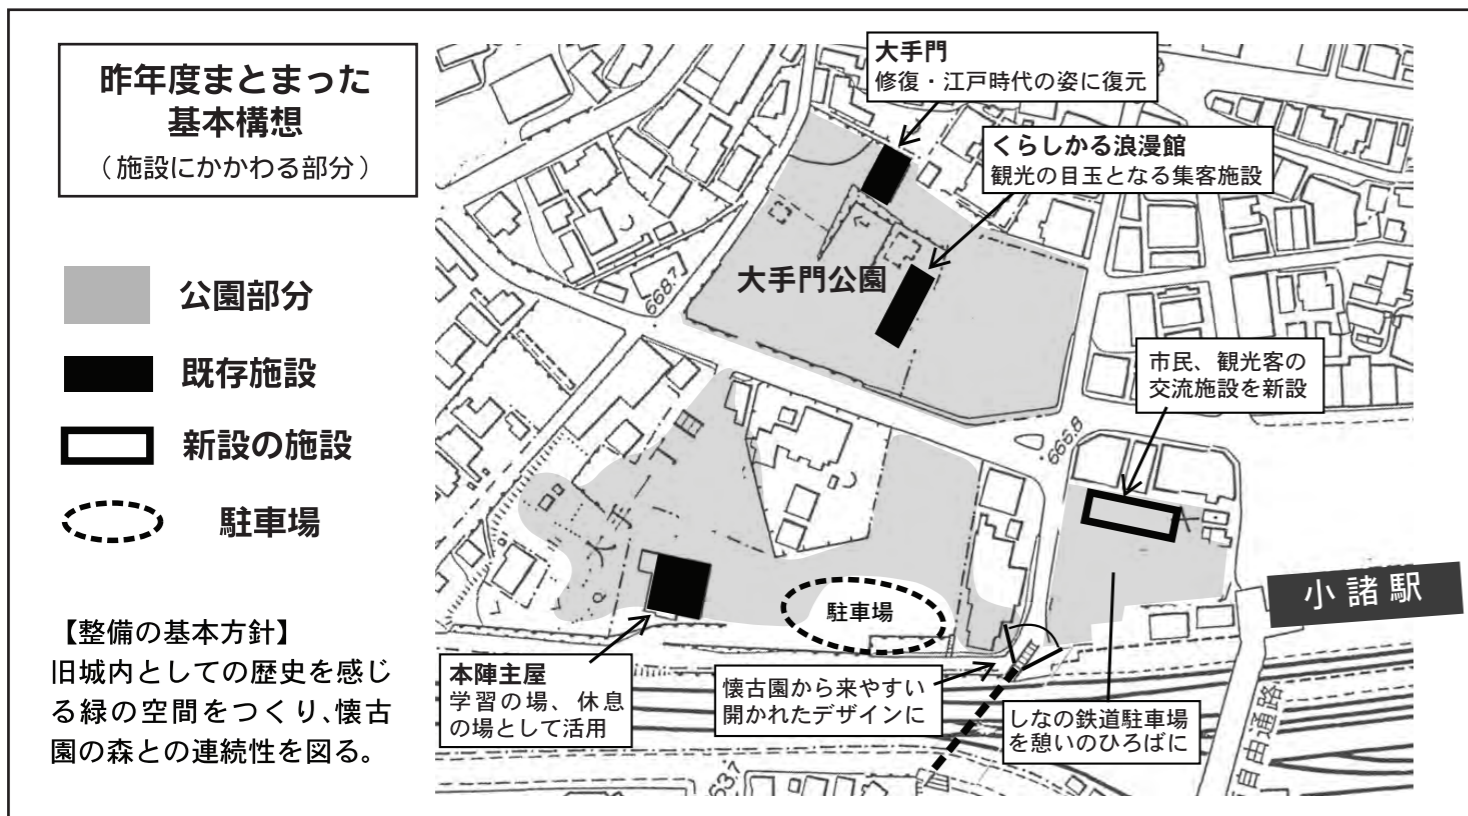 昨年度まとまった
基本構想
（施設にかかわる部分）
公園部分
既存施設
新設の施設
駐車場
【整備の基本方針】
旧城内としての歴史を感じ
る緑の空間をつくり、懐古
園の森との連続性を図る。
大手門
修復・江戸時代の姿に復元
くらしかる浪漫館
観光の目玉となる集客施設
大手門公園
668.7
市民、観光客の
交流施設を新設
666.8
小諸駅
駐車場
本陣主屋
学習の場、休息
の場として活用
懐古園から来やすい
開かれたデザインに
しなの鉄道駐車場
を憩いのひろばに
自由通路
637
大手
丁